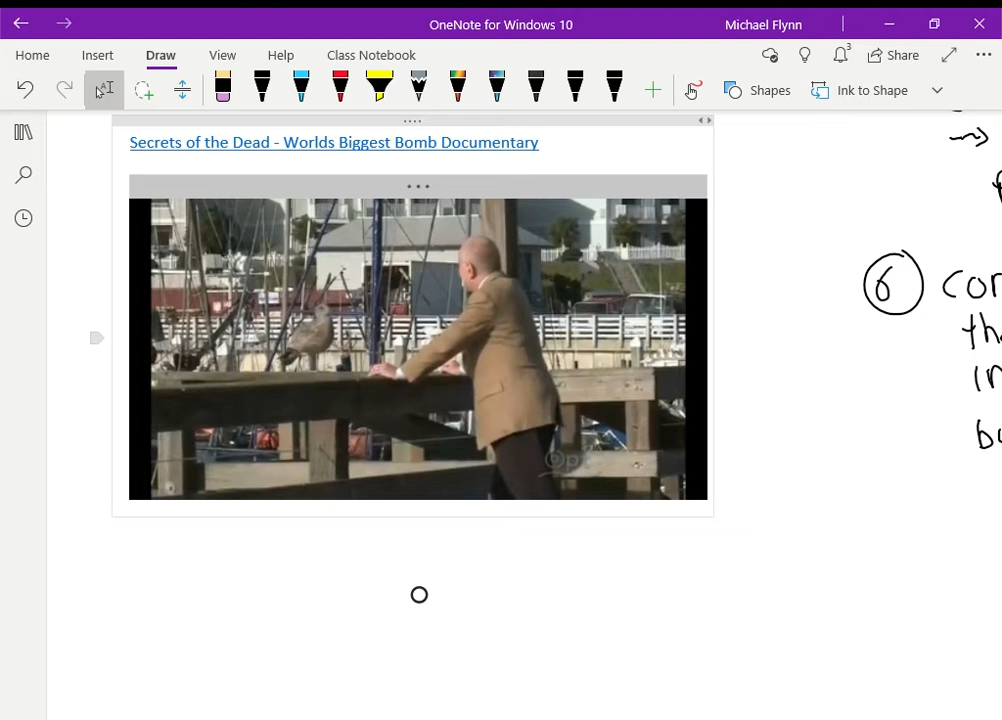 OneNote for Windows 10
Michael Flynn
Home Insert Draw View Help Class Notebook
3
Share
Shapes
Ink to Shape
Secrets of the Dead - Worlds Biggest Bomb Documentary
6